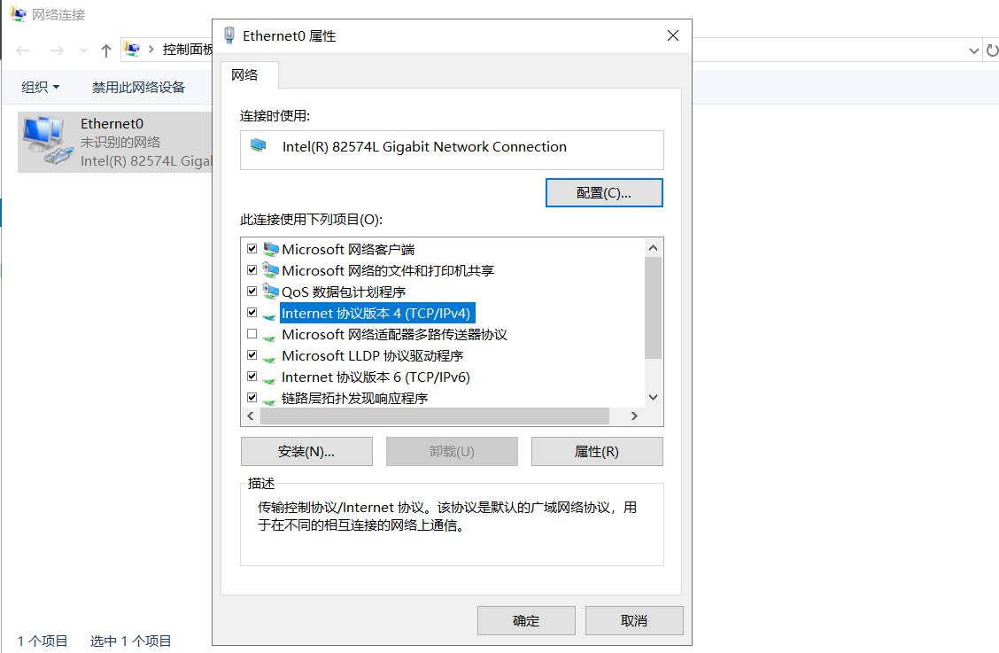 网络连接
控制面板
组织
禁用此网络设备
Ethernet0
未识别的网络
Intel(R) 82574L Gigab
Ethernet0 属性
网络
连接时使用:
Intel(R) 82574L Gigabit Network Connection
配置(C)...
此连接使用下列项目(O):
Microsoft 网络客户端
Microsoft 网络的文件和打印机共享
QoS 数据包计划程序
Internet 协议版本 4 (TCP/IPv4)
Microsoft 网络适配器多路传送器协议
Microsoft LLDP 协议驱动程序
Internet 协议版本 6 (TCP/IPv6)
链路层拓扑发现响应程序
安装(N)...
卸载(U)
属性(R)
描述
传输控制协议/Internet 协议。该协议是默认的广域网络协议，用
于在不同的相互连接的网络上通信。
确定
取消
1 个项目
选中 1 个项目